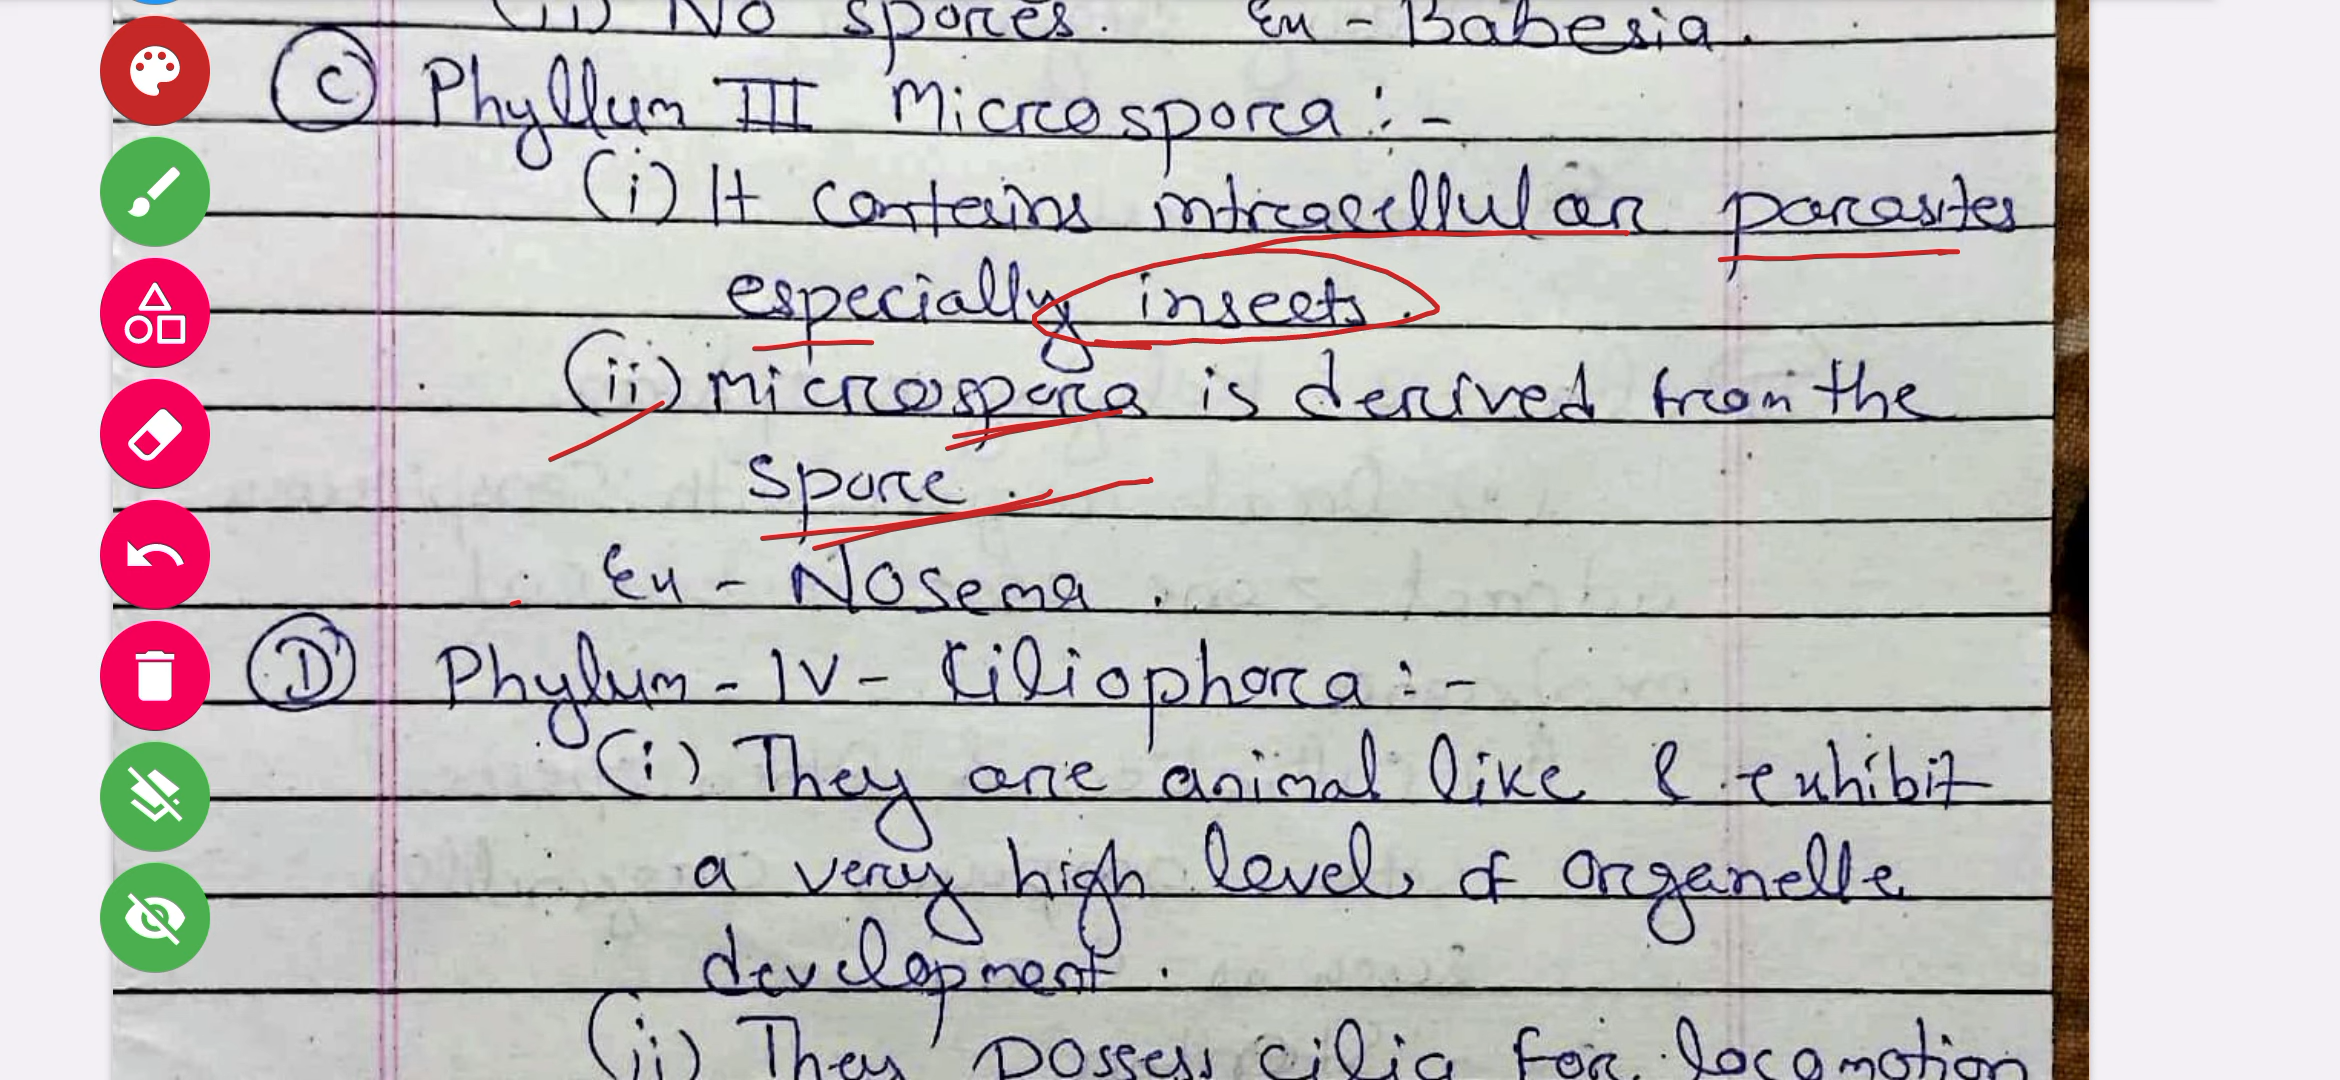 (ii) No spores. Ex - Babesia.
(C) Phyllum III Microspora :-
(i) It contains intracellular parasites
especially insects.
(ii) microspora is derived from the
spore.
Ex - Nosema.
(D) Phylum - IV - Ciliophora :-
(i) They are animal like & exhibit
a very high level of organelle
development.
(ii) They possess cilia for locomotion